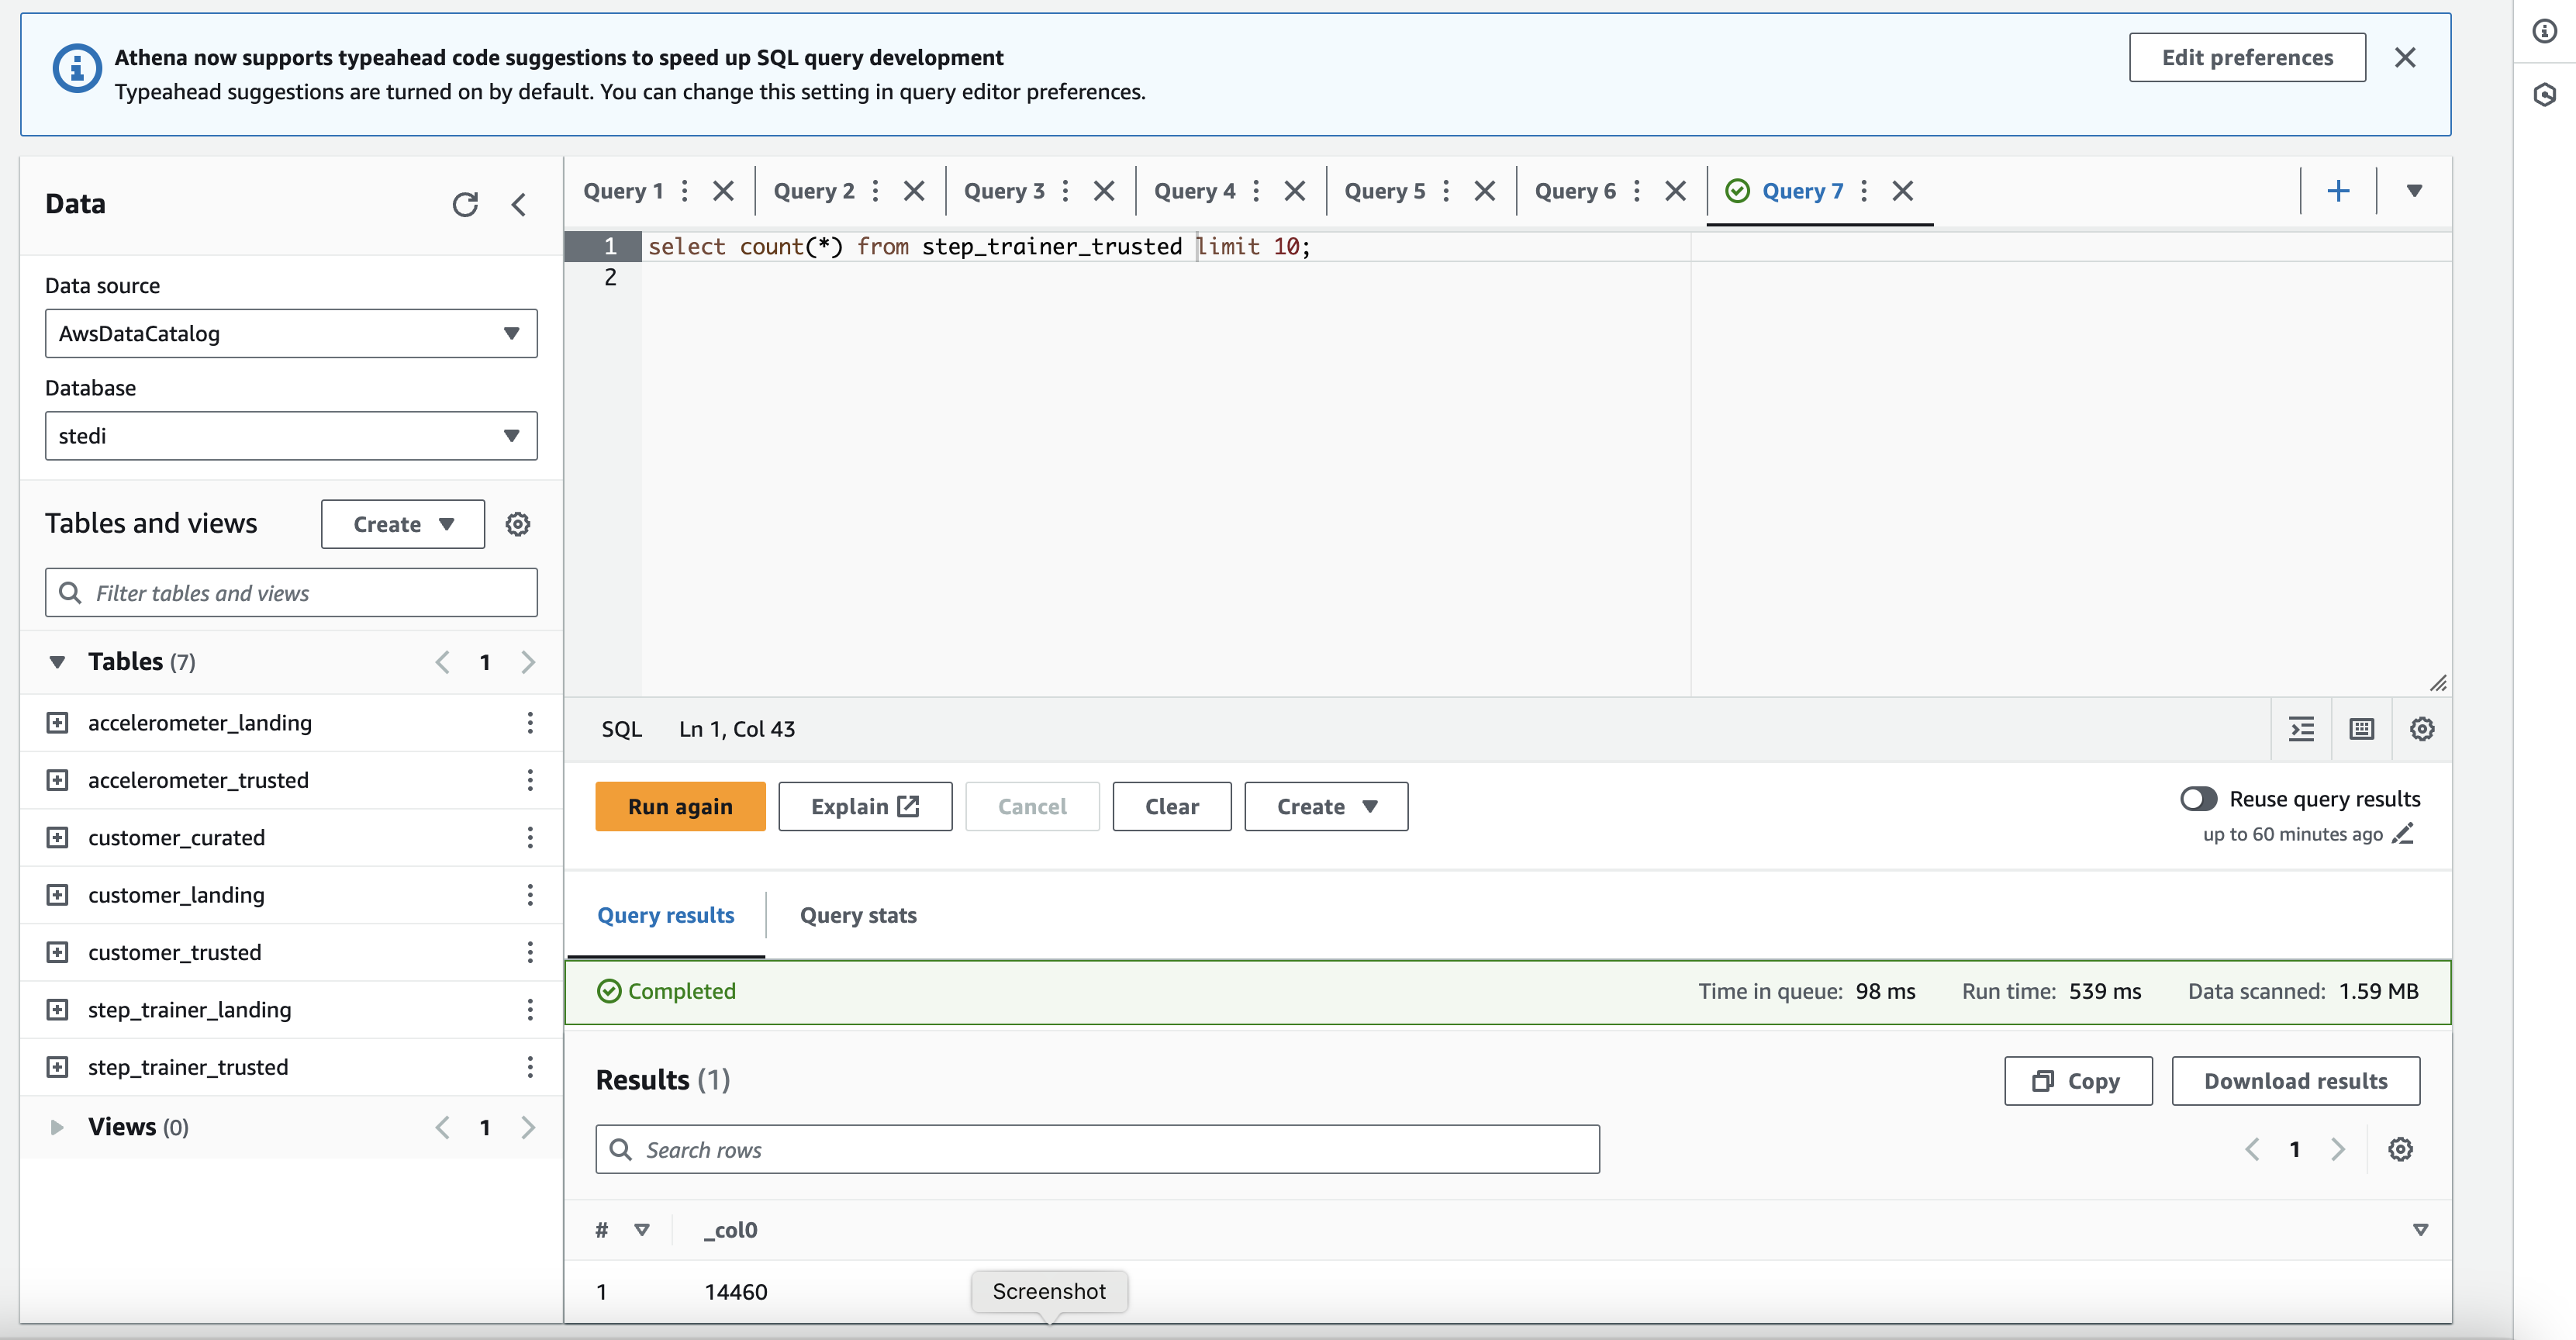 Athena now supports typeahead code suggestions to speed up SQL query development
Typeahead suggestions are turned on by default. You can change this setting in query editor preferences.
Edit preferences
Data
Data source
AwsDataCatalog
Database
stedi
Tables and views
Create
Filter tables and views
Tables (7)
1
accelerometer_landing
accelerometer_trusted
customer_curated
customer_landing
customer_trusted
step_trainer_landing
step_trainer_trusted
Views (0)
1
Query 1
Query 2
Query 3
Query 4
Query 5
Query 6
Query 7
1 select count(*) from step_trainer_trusted limit 10;
2
SQL Ln 1, Col 43
Run again
Explain
Cancel
Clear
Create
Reuse query results
up to 60 minutes ago
Query results
Query stats
Completed
Time in queue: 98 ms
Run time: 539 ms
Data scanned: 1.59 MB
Results (1)
Copy
Download results
Search rows
1
# _col0
1 14460
Screenshot